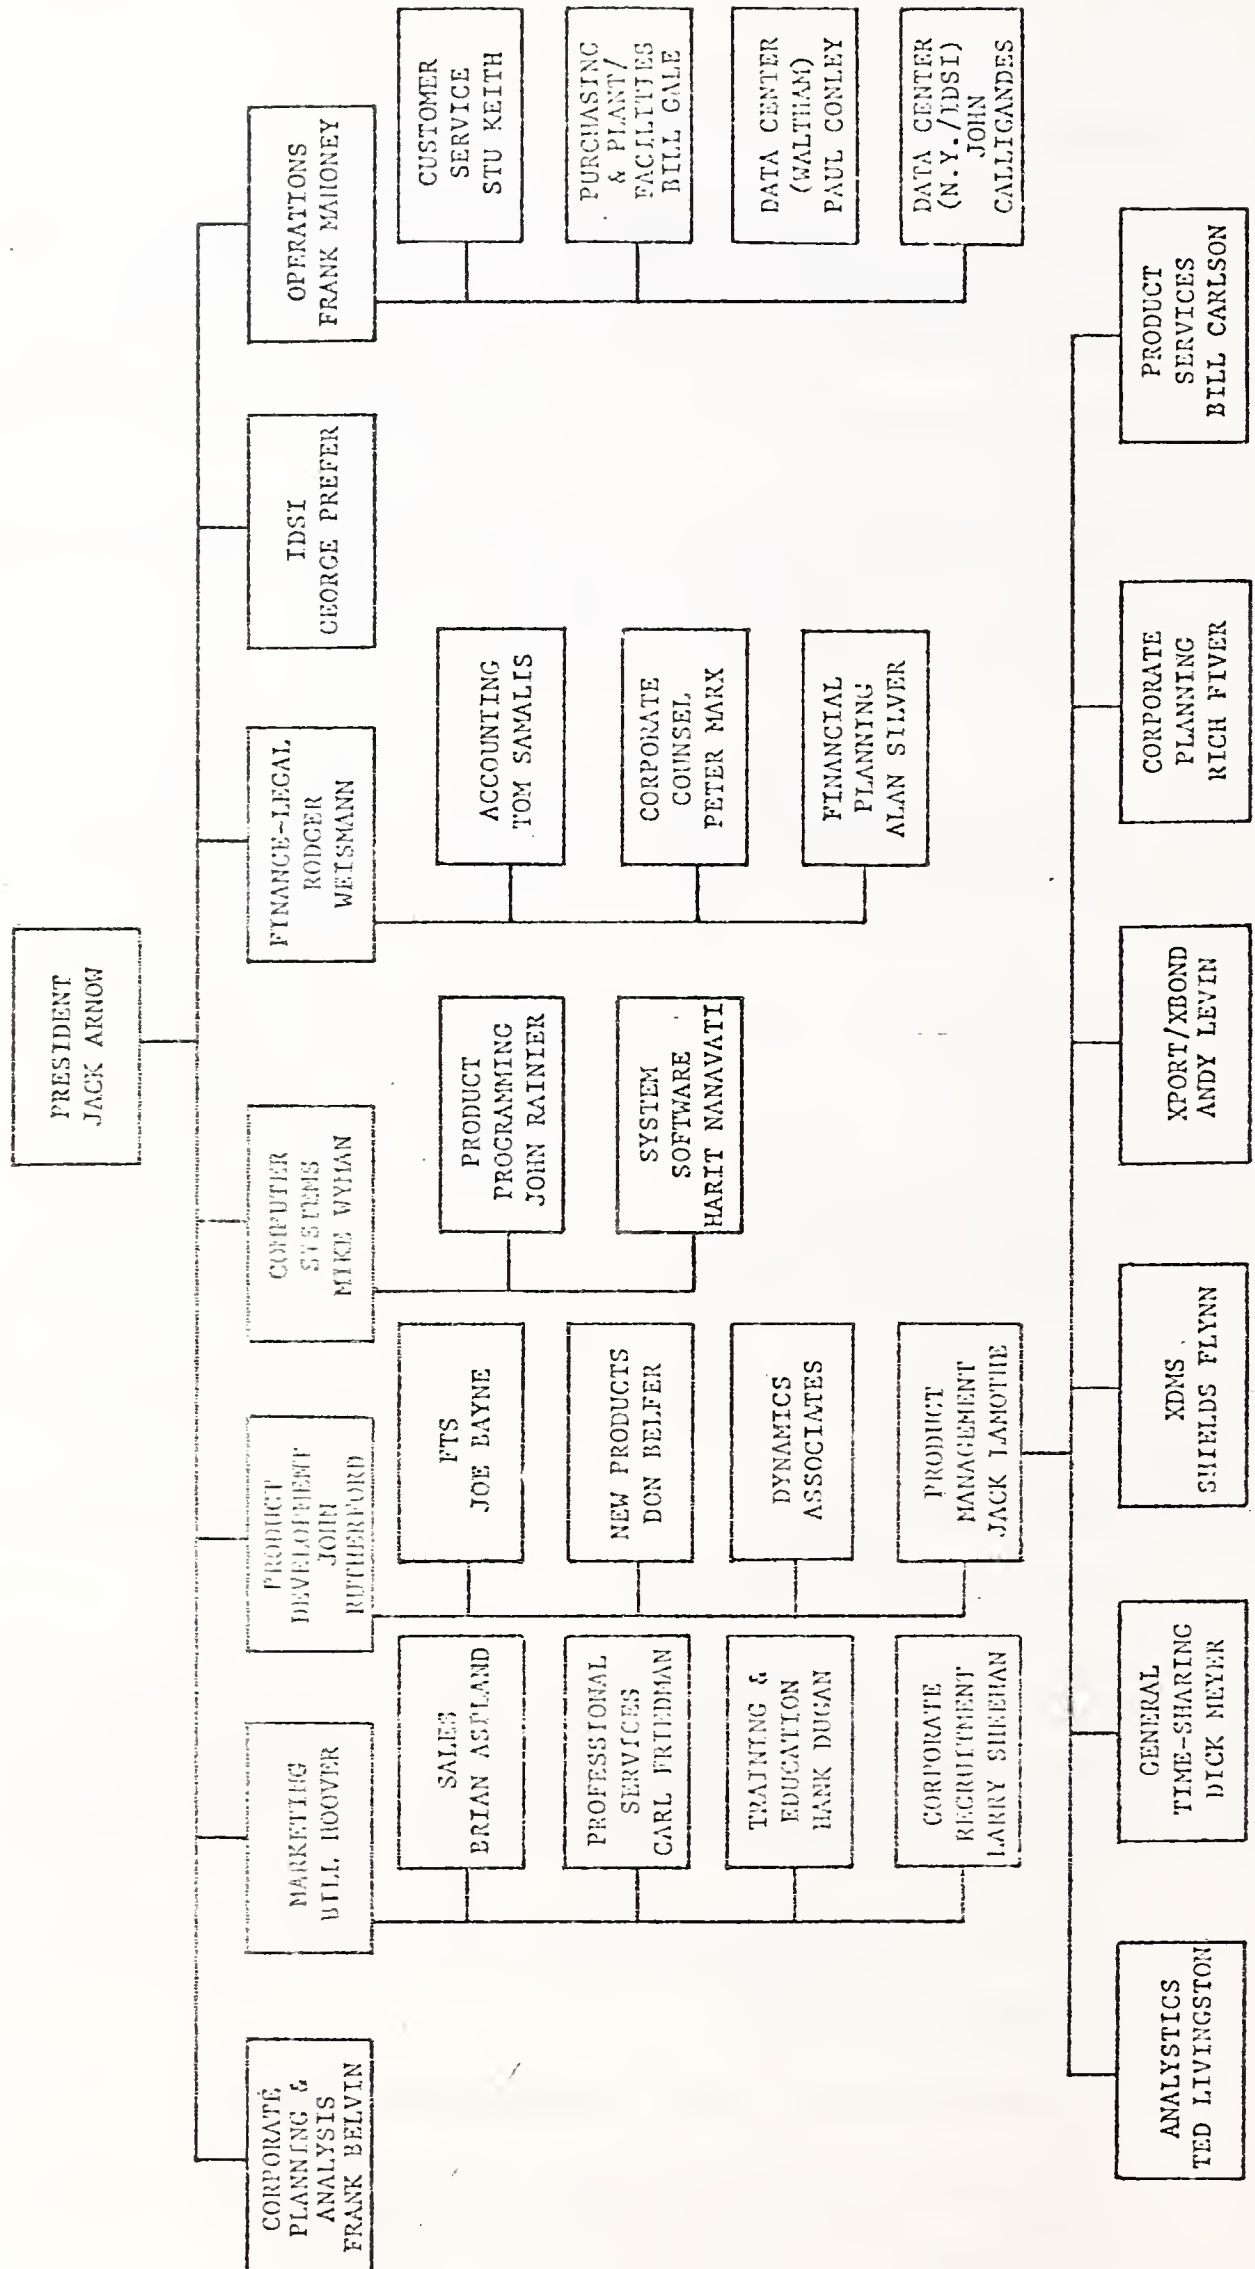 PRESIDENT
JACK ARNOW
CORPORATE
PLANNING &
ANALYSIS
FRANK BELVIN
MARKETING
BILL HOOVER
PRODUCT
DEVELOPMENT
JOHN
RUTHERFORD
COMPUTER
SYSTEMS
MIKE WYMAN
FINANCE-LEGAL
RODGER
WEISMANN
IDSI
GEORGE PREFER
OPERATIONS
FRANK MAHONEY
SALES
BRIAN ASPLAND
PROFESSIONAL
SERVICES
CARL FRIEDMAN
TRAINING &
EDUCATION
HANK DUGAN
CORPORATE
RECRUITMENT
LARRY SHEEHAN
FTS
JOE BAYNE
NEW PRODUCTS
DON BELFER
DYNAMICS
ASSOCIATES
PRODUCT
MANAGEMENT
JACK LAMOTHE
PRODUCT
PROGRAMMING
JOHN RAINIER
SYSTEM
SOFTWARE
HARIT NANAVATI
ACCOUNTING
TOM SAMALIS
CORPORATE
COUNSEL
PETER MARX
FINANCIAL
PLANNING
ALAN SILVER
CUSTOMER
SERVICE
STU KEITH
PURCHASING
& PLANT/
FACILITIES
BILL GALE
DATA CENTER
(WALTHAM)
PAUL CONLEY
DATA CENTER
(N.Y./IDSI)
JOHN
CALLIGANDES
ANALYSTICS
TED LIVINGSTON
GENERAL
TIME-SHARING
DICK MEYER
XDMS
SHIELDS FLYNN
XPORT/XBOND
ANDY LEVIN
CORPORATE
PLANNING
RICH FIVER
PRODUCT
SERVICES
BILL CARLSON